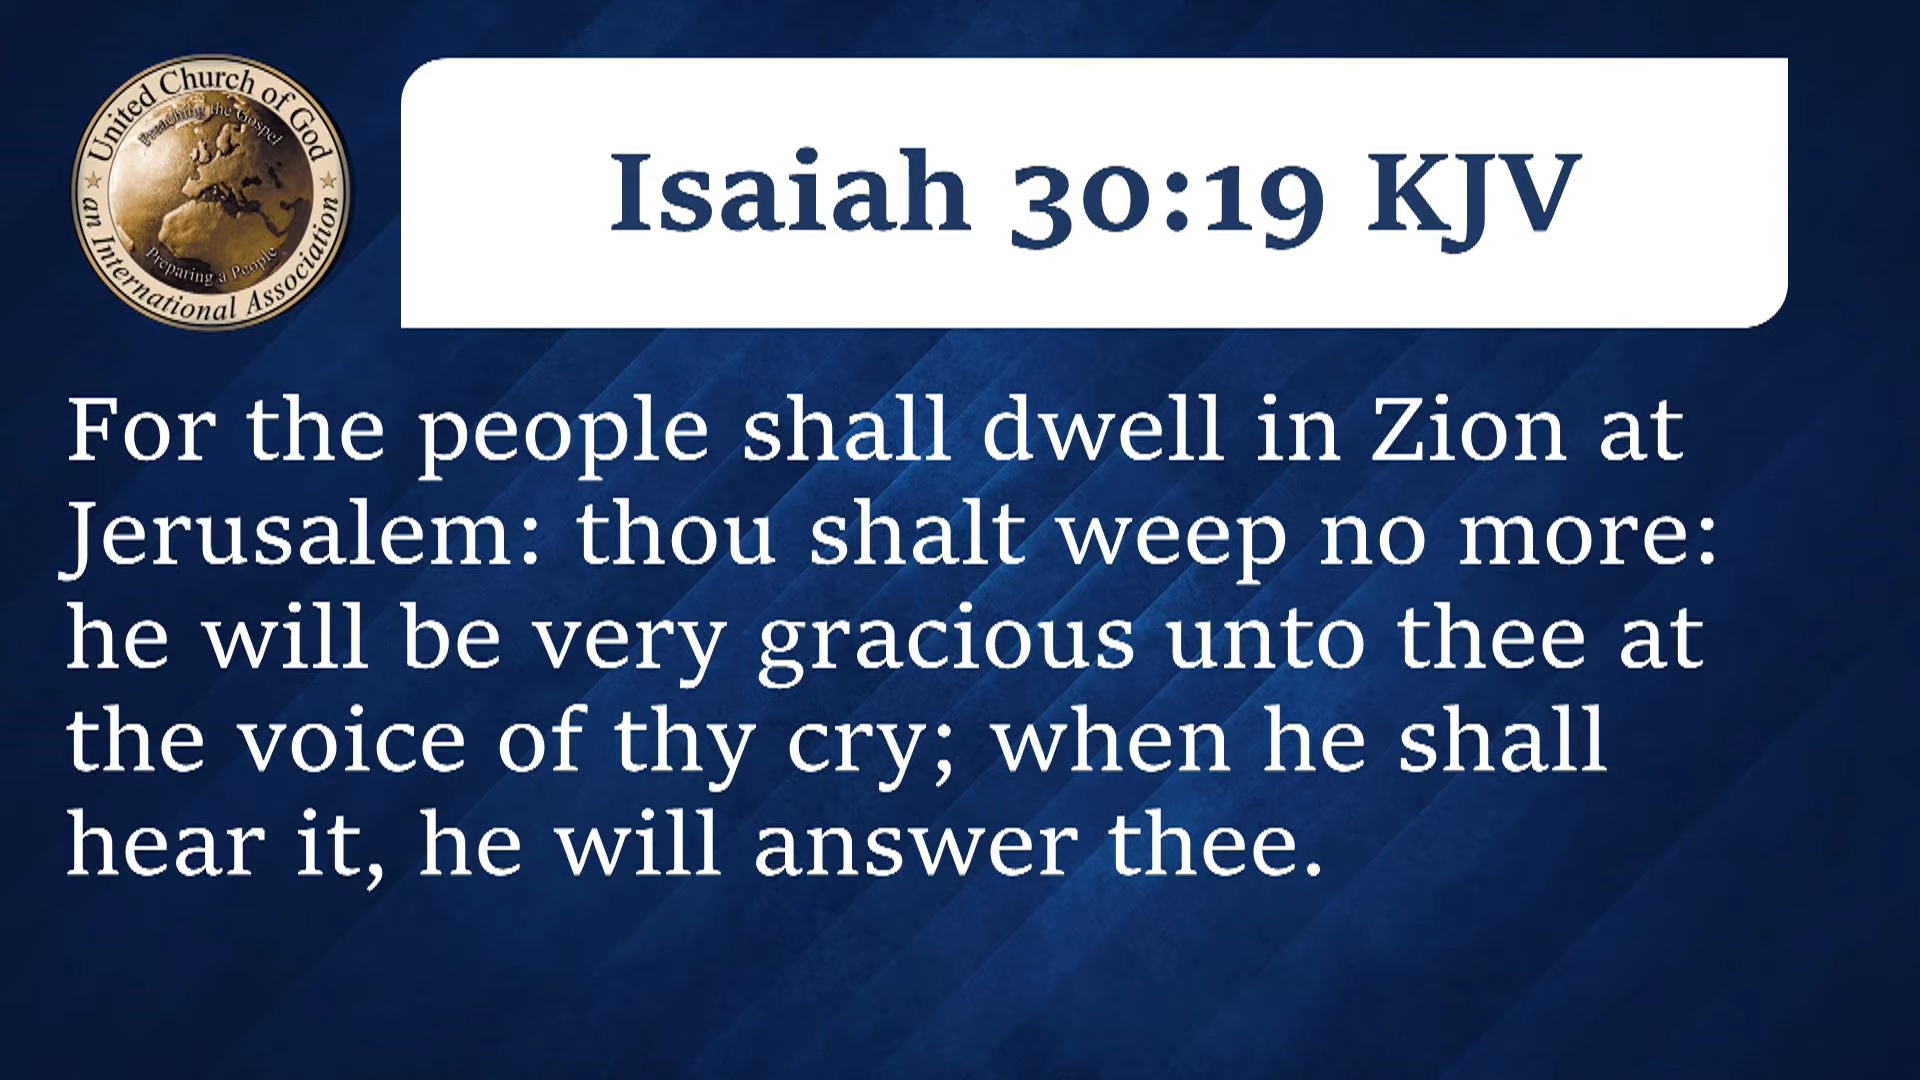 United Church of God
Preaching the Gospel
Preparing a People
an International Association
Isaiah 30:19 KJV
For the people shall dwell in Zion at
Jerusalem: thou shalt weep no more:
he will be very gracious unto thee at
the voice of thy cry; when he shall
hear it, he will answer thee.